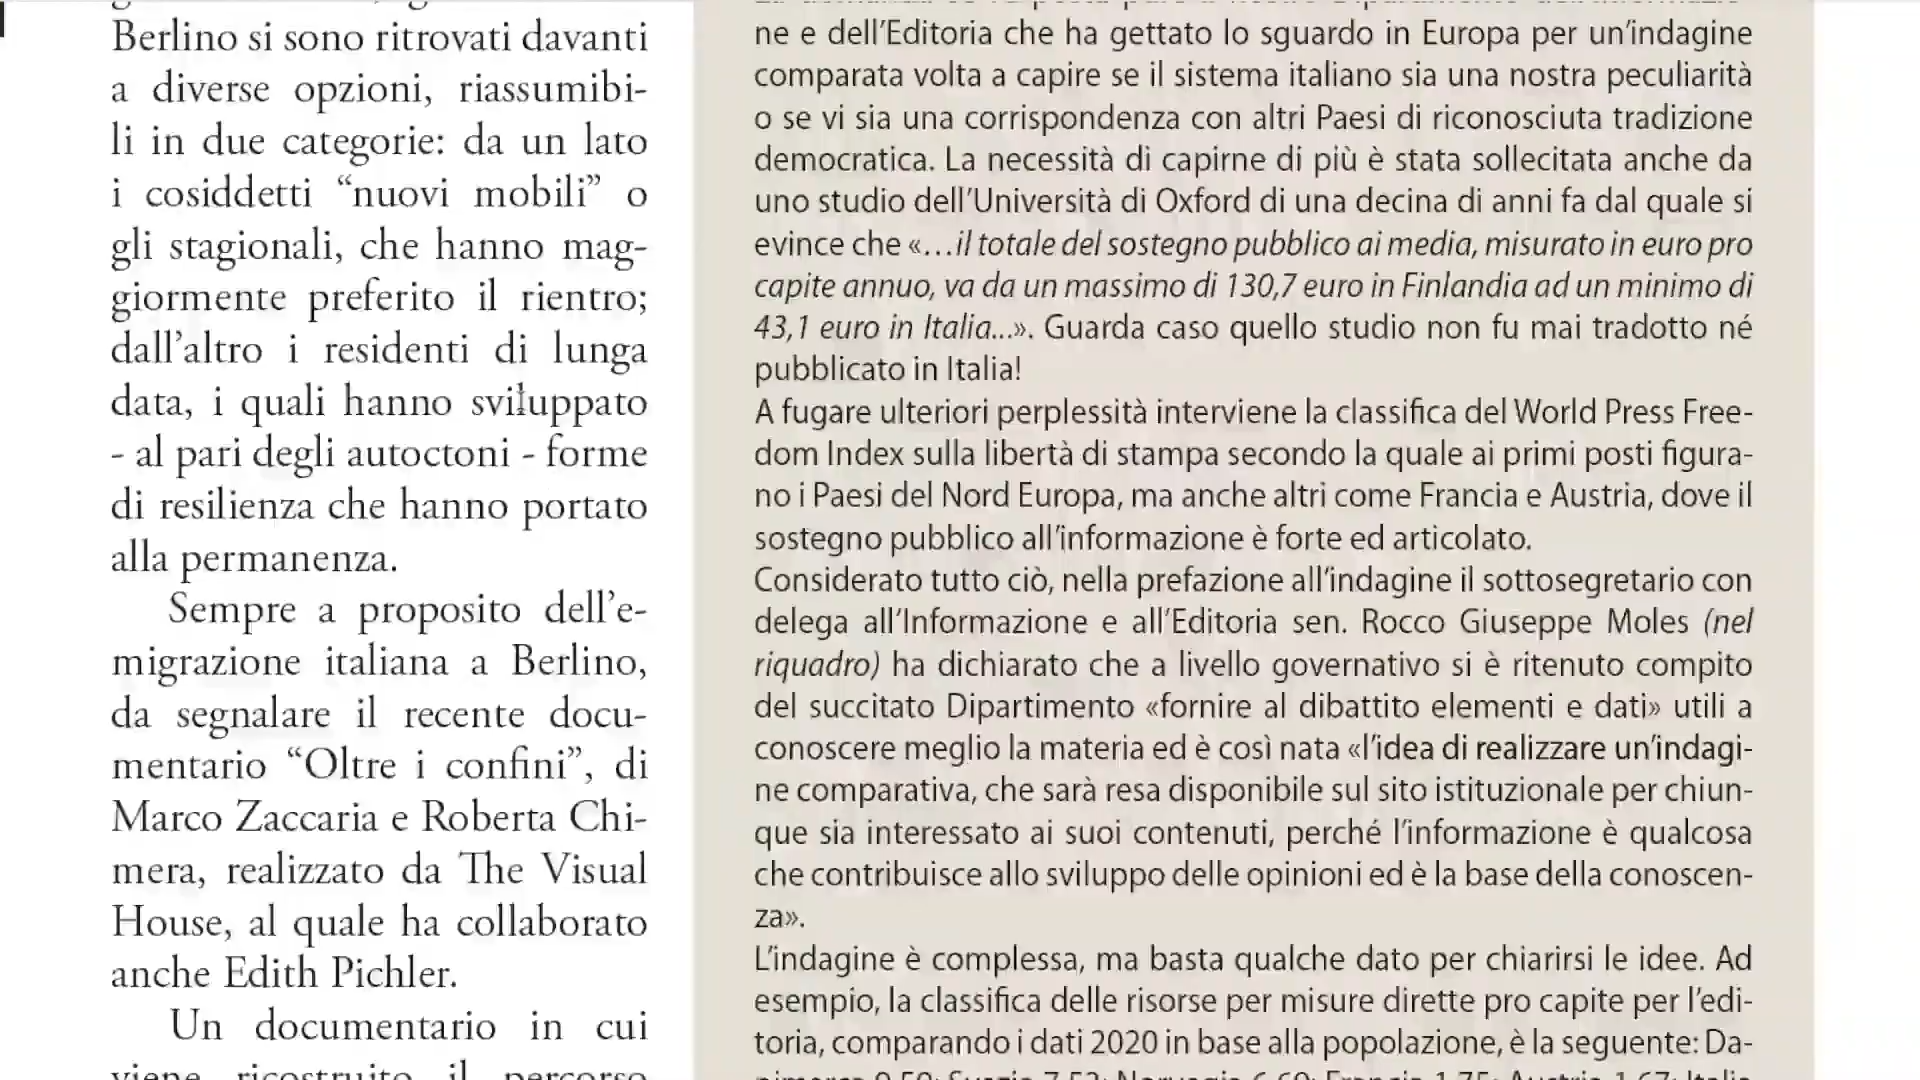 Berlino si sono ritrovati davanti
a diverse opzioni, riassumibi-
li in due categorie: da un lato
i cosiddetti “nuovi mobili” o
gli stagionali, che hanno mag-
giormente preferito il rientro;
dall’altro i residenti di lunga
data, i quali hanno sviluppato
- al pari degli autoctoni - forme
di resilienza che hanno portato
alla permanenza.
Sempre a proposito dell’e-
migrazione italiana a Berlino,
da segnalare il recente docu-
mentario “Oltre i confini”, di
Marco Zaccaria e Roberta Chi-
mera, realizzato da The Visual
House, al quale ha collaborato
anche Edith Pichler.
Un documentario in cui
viene ricostruito il percorso
ne e dell’Editoria che ha gettato lo sguardo in Europa per un’indagine
comparata volta a capire se il sistema italiano sia una nostra peculiarità
o se vi sia una corrispondenza con altri Paesi di riconosciuta tradizione
democratica. La necessità di capirne di più è stata sollecitata anche da
uno studio dell’Università di Oxford di una decina di anni fa dal quale si
evince che «…il totale del sostegno pubblico ai media, misurato in euro pro
capite annuo, va da un massimo di 130,7 euro in Finlandia ad un minimo di
43,1 euro in Italia...». Guarda caso quello studio non fu mai tradotto né
pubblicato in Italia!
A fugare ulteriori perplessità interviene la classifica del World Press Free-
dom Index sulla libertà di stampa secondo la quale ai primi posti figura-
no i Paesi del Nord Europa, ma anche altri come Francia e Austria, dove il
sostegno pubblico all’informazione è forte ed articolato.
Considerato tutto ciò, nella prefazione all’indagine il sottosegretario con
delega all’Informazione e all’Editoria sen. Rocco Giuseppe Moles (nel
riquadro) ha dichiarato che a livello governativo si è ritenuto compito
del succitato Dipartimento «fornire al dibattito elementi e dati» utili a
conoscere meglio la materia ed è così nata «l’idea di realizzare un’indagi-
ne comparativa, che sarà resa disponibile sul sito istituzionale per chiun-
que sia interessato ai suoi contenuti, perché l’informazione è qualcosa
che contribuisce allo sviluppo delle opinioni ed è la base della conoscen-
za».
L’indagine è complessa, ma basta qualche dato per chiarirsi le idee. Ad
esempio, la classifica delle risorse per misure dirette pro capite per l’edi-
toria, comparando i dati 2020 in base alla popolazione, è la seguente: Da-